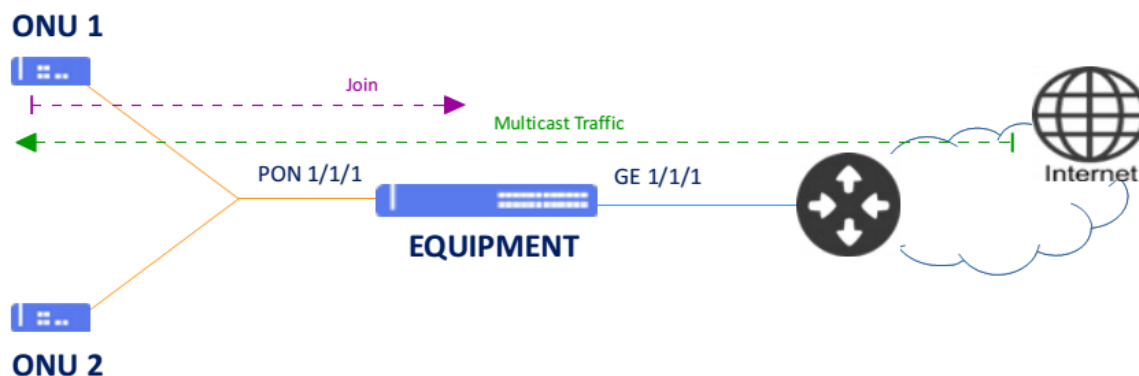 ONU 1
Join
Multicast Traffic
PON 1/1/1
GE 1/1/1
Internet
EQUIPMENT
ONU 2